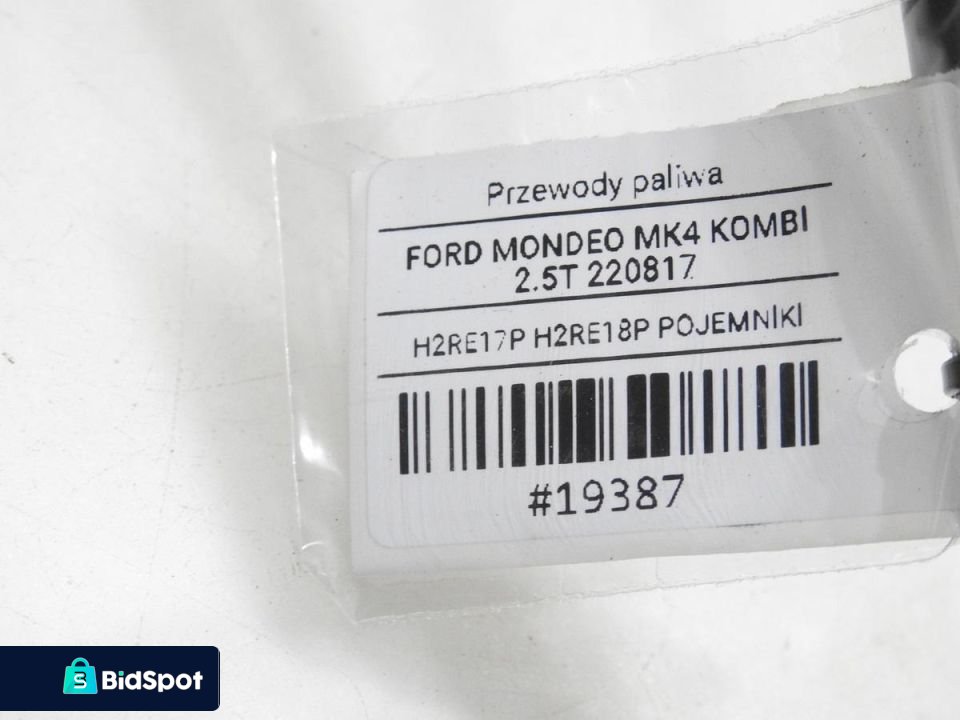 Przewody paliwa
FORD MONDEO MK4 KOMBI
2.5T 220817
H2RE17P H2RE18P POJEMNIKI
#19387
BidSpot